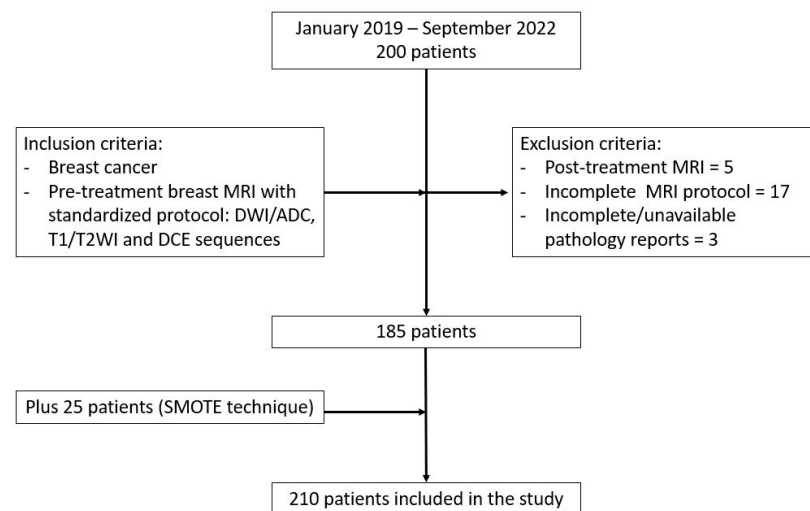 January 2019 – September 2022
200 patients
Inclusion criteria:
- Breast cancer
- Pre-treatment breast MRI with
standardized protocol: DWI/ADC,
T1/T2WI and DCE sequences
Exclusion criteria:
- Post-treatment MRI = 5
- Incomplete MRI protocol = 17
- Incomplete/unavailable
pathology reports = 3
185 patients
Plus 25 patients (SMOTE technique)
210 patients included in the study